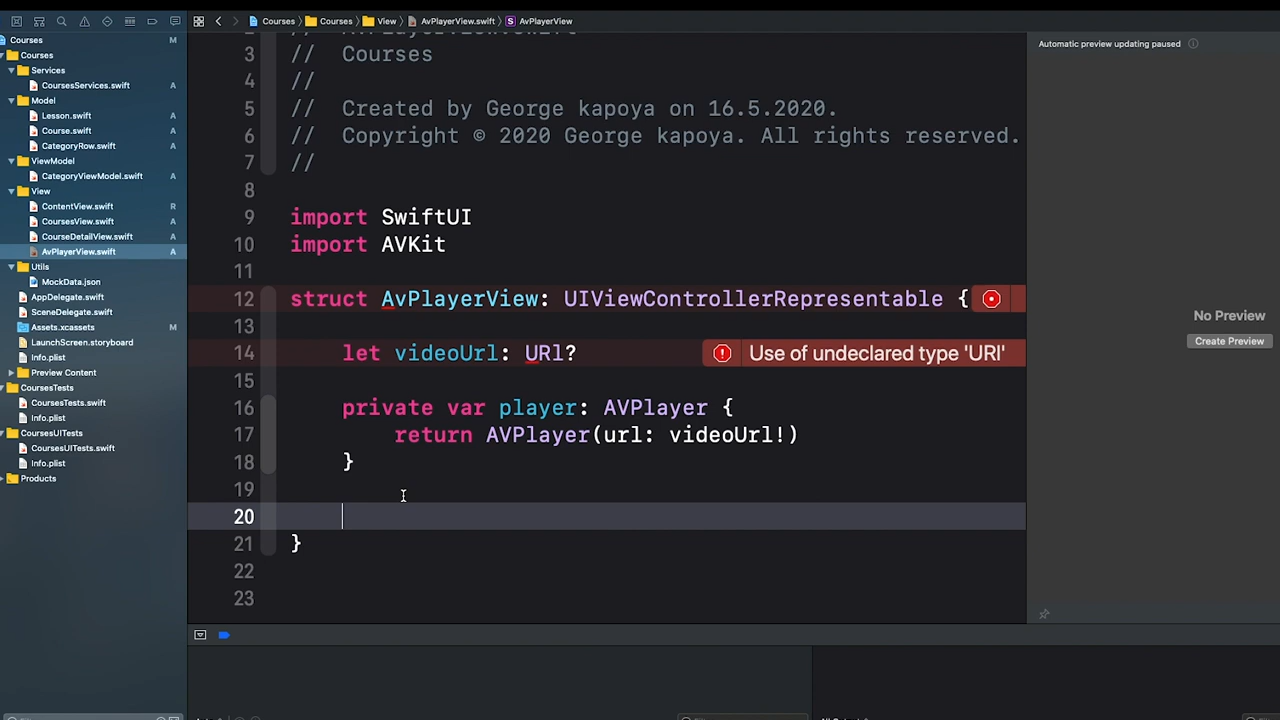 Courses
Courses
View
AvPlayerView.swift
S
AvPlayerView
Courses
M
Courses
Services
CoursesServices.swift
A
Model
Lesson.swift
A
Course.swift
A
CategoryRow.swift
A
ViewModel
CategoryViewModel.swift
A
View
ContentView.swift
R
CoursesView.swift
A
CourseDetailView.swift
A
AvPlayerView.swift
A
Utils
MockData.json
A
AppDelegate.swift
SceneDelegate.swift
Assets.xcassets
M
LaunchScreen.storyboard
Info.plist
Preview Content
CoursesTests
CoursesTests.swift
Info.plist
CoursesUITests
CoursesUITests.swift
Info.plist
Products
3 // Courses
4 //
5 // Created by George kapoya on 16.5.2020.
6 // Copyright © 2020 George kapoya. All rights reserved.
7 //
8
9 import SwiftUI
10 import AVKit
11
12 struct AvPlayerView: UIViewControllerRepresentable {
13
14 let videoUrl: URl?
Use of undeclared type 'URl'
15
16 private var player: AVPlayer {
17 return AVPlayer(url: videoUrl!)
18 }
19
20
21 }
22
23
Automatic preview updating paused
No Preview
Create Preview